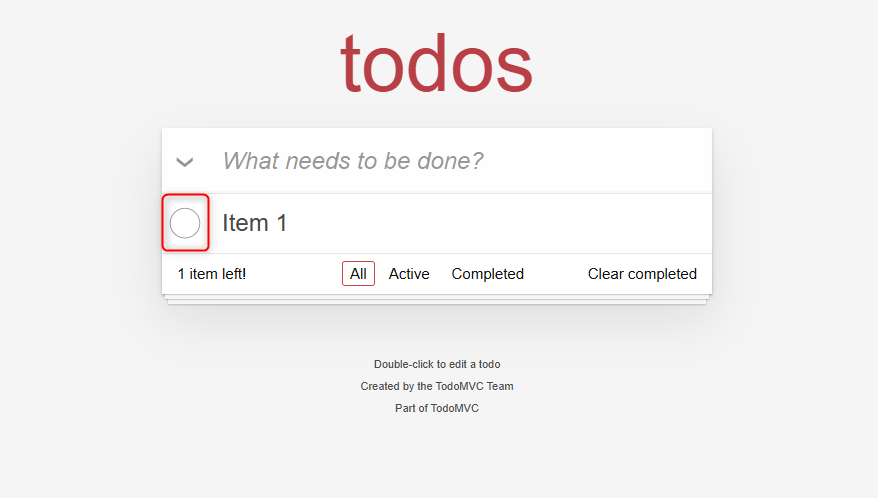 todos
What needs to be done?
Item 1
1 item left! All Active Completed Clear completed
Double-click to edit a todo
Created by the TodoMVC Team
Part of TodoMVC